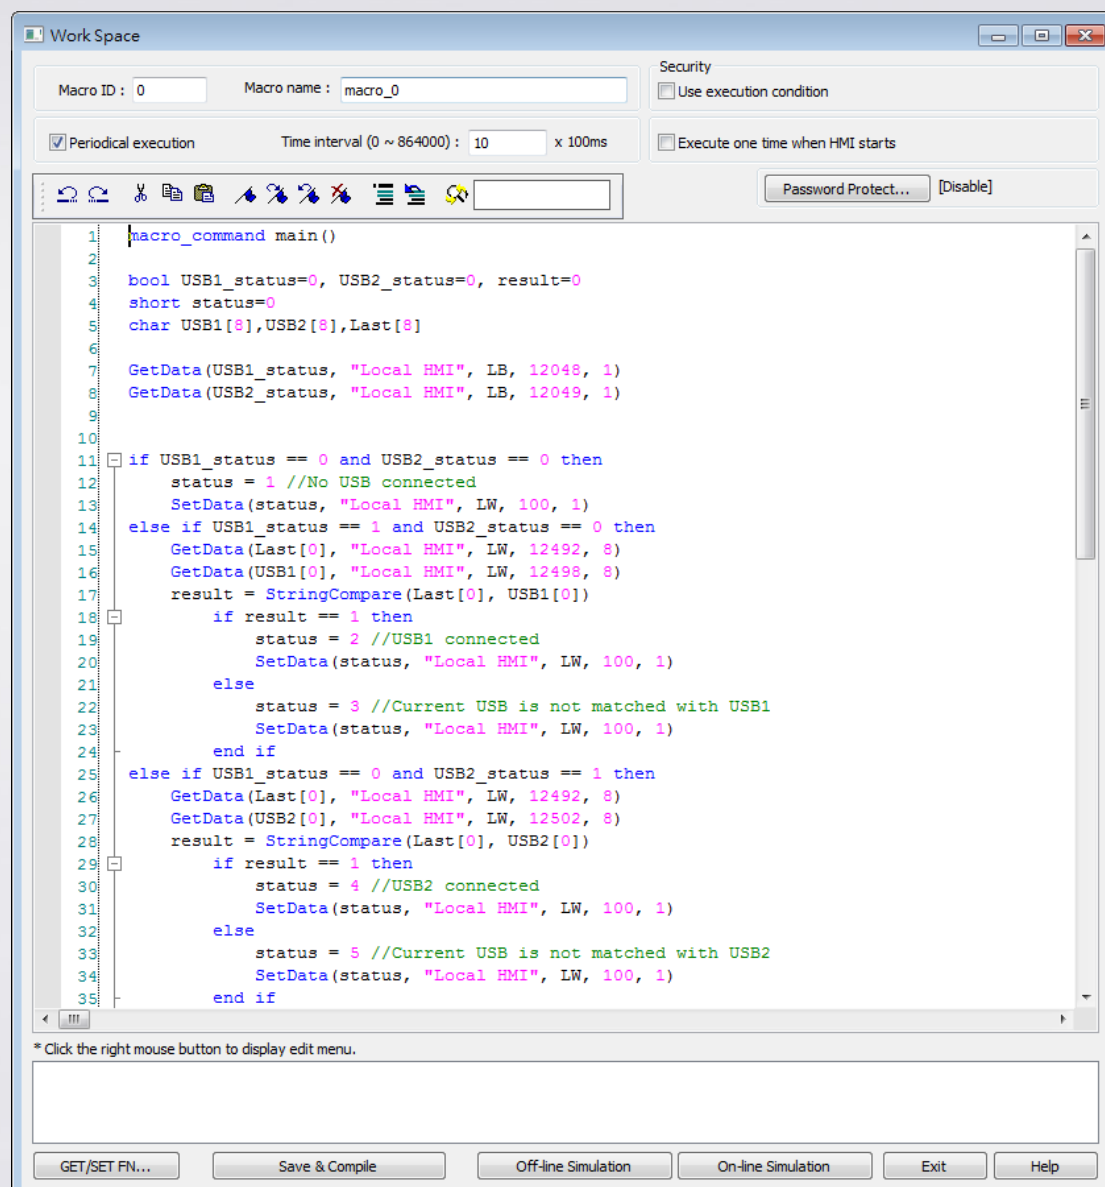 Work Space
Macro ID : 0 Macro name : macro_0
Security
Use execution condition
Periodical execution Time interval (0 ~ 864000) : 10 x 100ms
Execute one time when HMI starts
Password Protect... [Disable]
1 macro_command main()
2
3 bool USB1_status=0, USB2_status=0, result=0
4 short status=0
5 char USB1[8],USB2[8],Last[8]
6
7 GetData(USB1_status, "Local HMI", LB, 12048, 1)
8 GetData(USB2_status, "Local HMI", LB, 12049, 1)
9
10
11 if USB1_status == 0 and USB2_status == 0 then
12 status = 1 //No USB connected
13 SetData(status, "Local HMI", LW, 100, 1)
14 else if USB1_status == 1 and USB2_status == 0 then
15 GetData(Last[0], "Local HMI", LW, 12492, 8)
16 GetData(USB1[0], "Local HMI", LW, 12498, 8)
17 result = StringCompare(Last[0], USB1[0])
18 if result == 1 then
19 status = 2 //USB1 connected
20 SetData(status, "Local HMI", LW, 100, 1)
21 else
22 status = 3 //Current USB is not matched with USB1
23 SetData(status, "Local HMI", LW, 100, 1)
24 end if
25 else if USB1_status == 0 and USB2_status == 1 then
26 GetData(Last[0], "Local HMI", LW, 12492, 8)
27 GetData(USB2[0], "Local HMI", LW, 12502, 8)
28 result = StringCompare(Last[0], USB2[0])
29 if result == 1 then
30 status = 4 //USB2 connected
31 SetData(status, "Local HMI", LW, 100, 1)
32 else
33 status = 5 //Current USB is not matched with USB2
34 SetData(status, "Local HMI", LW, 100, 1)
35 end if
* Click the right mouse button to display edit menu.
GET/SET FN... Save & Compile Off-line Simulation On-line Simulation Exit Help